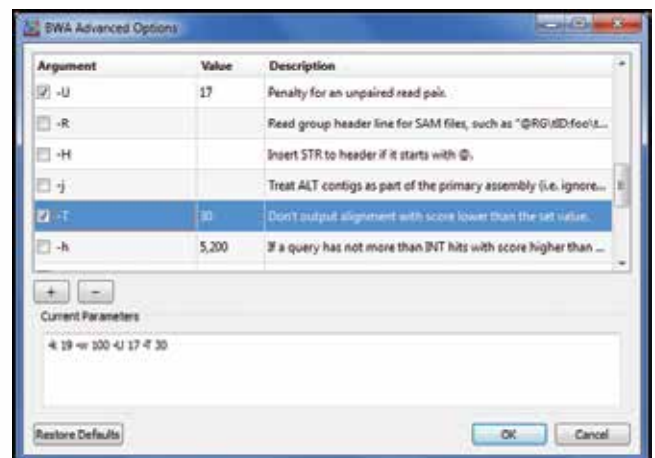 BWA Advanced Options
Argument Value Description
-U 17 Penalty for an unpaired read pair.
-R Read group header line for SAM files, such as "@RG\tID:foo\t...
-H Insert STR to header if it starts with @.
-j Treat ALT contigs as part of the primary assembly (i.e. ignore...
-T 30 Don't output alignment with score lower than the set value.
-h 5,200 If a query has not more than INT hits with score higher than ...
+ -
Current Parameters
-k 19 -w 100 -U 17 -T 30
Restore Defaults OK Cancel